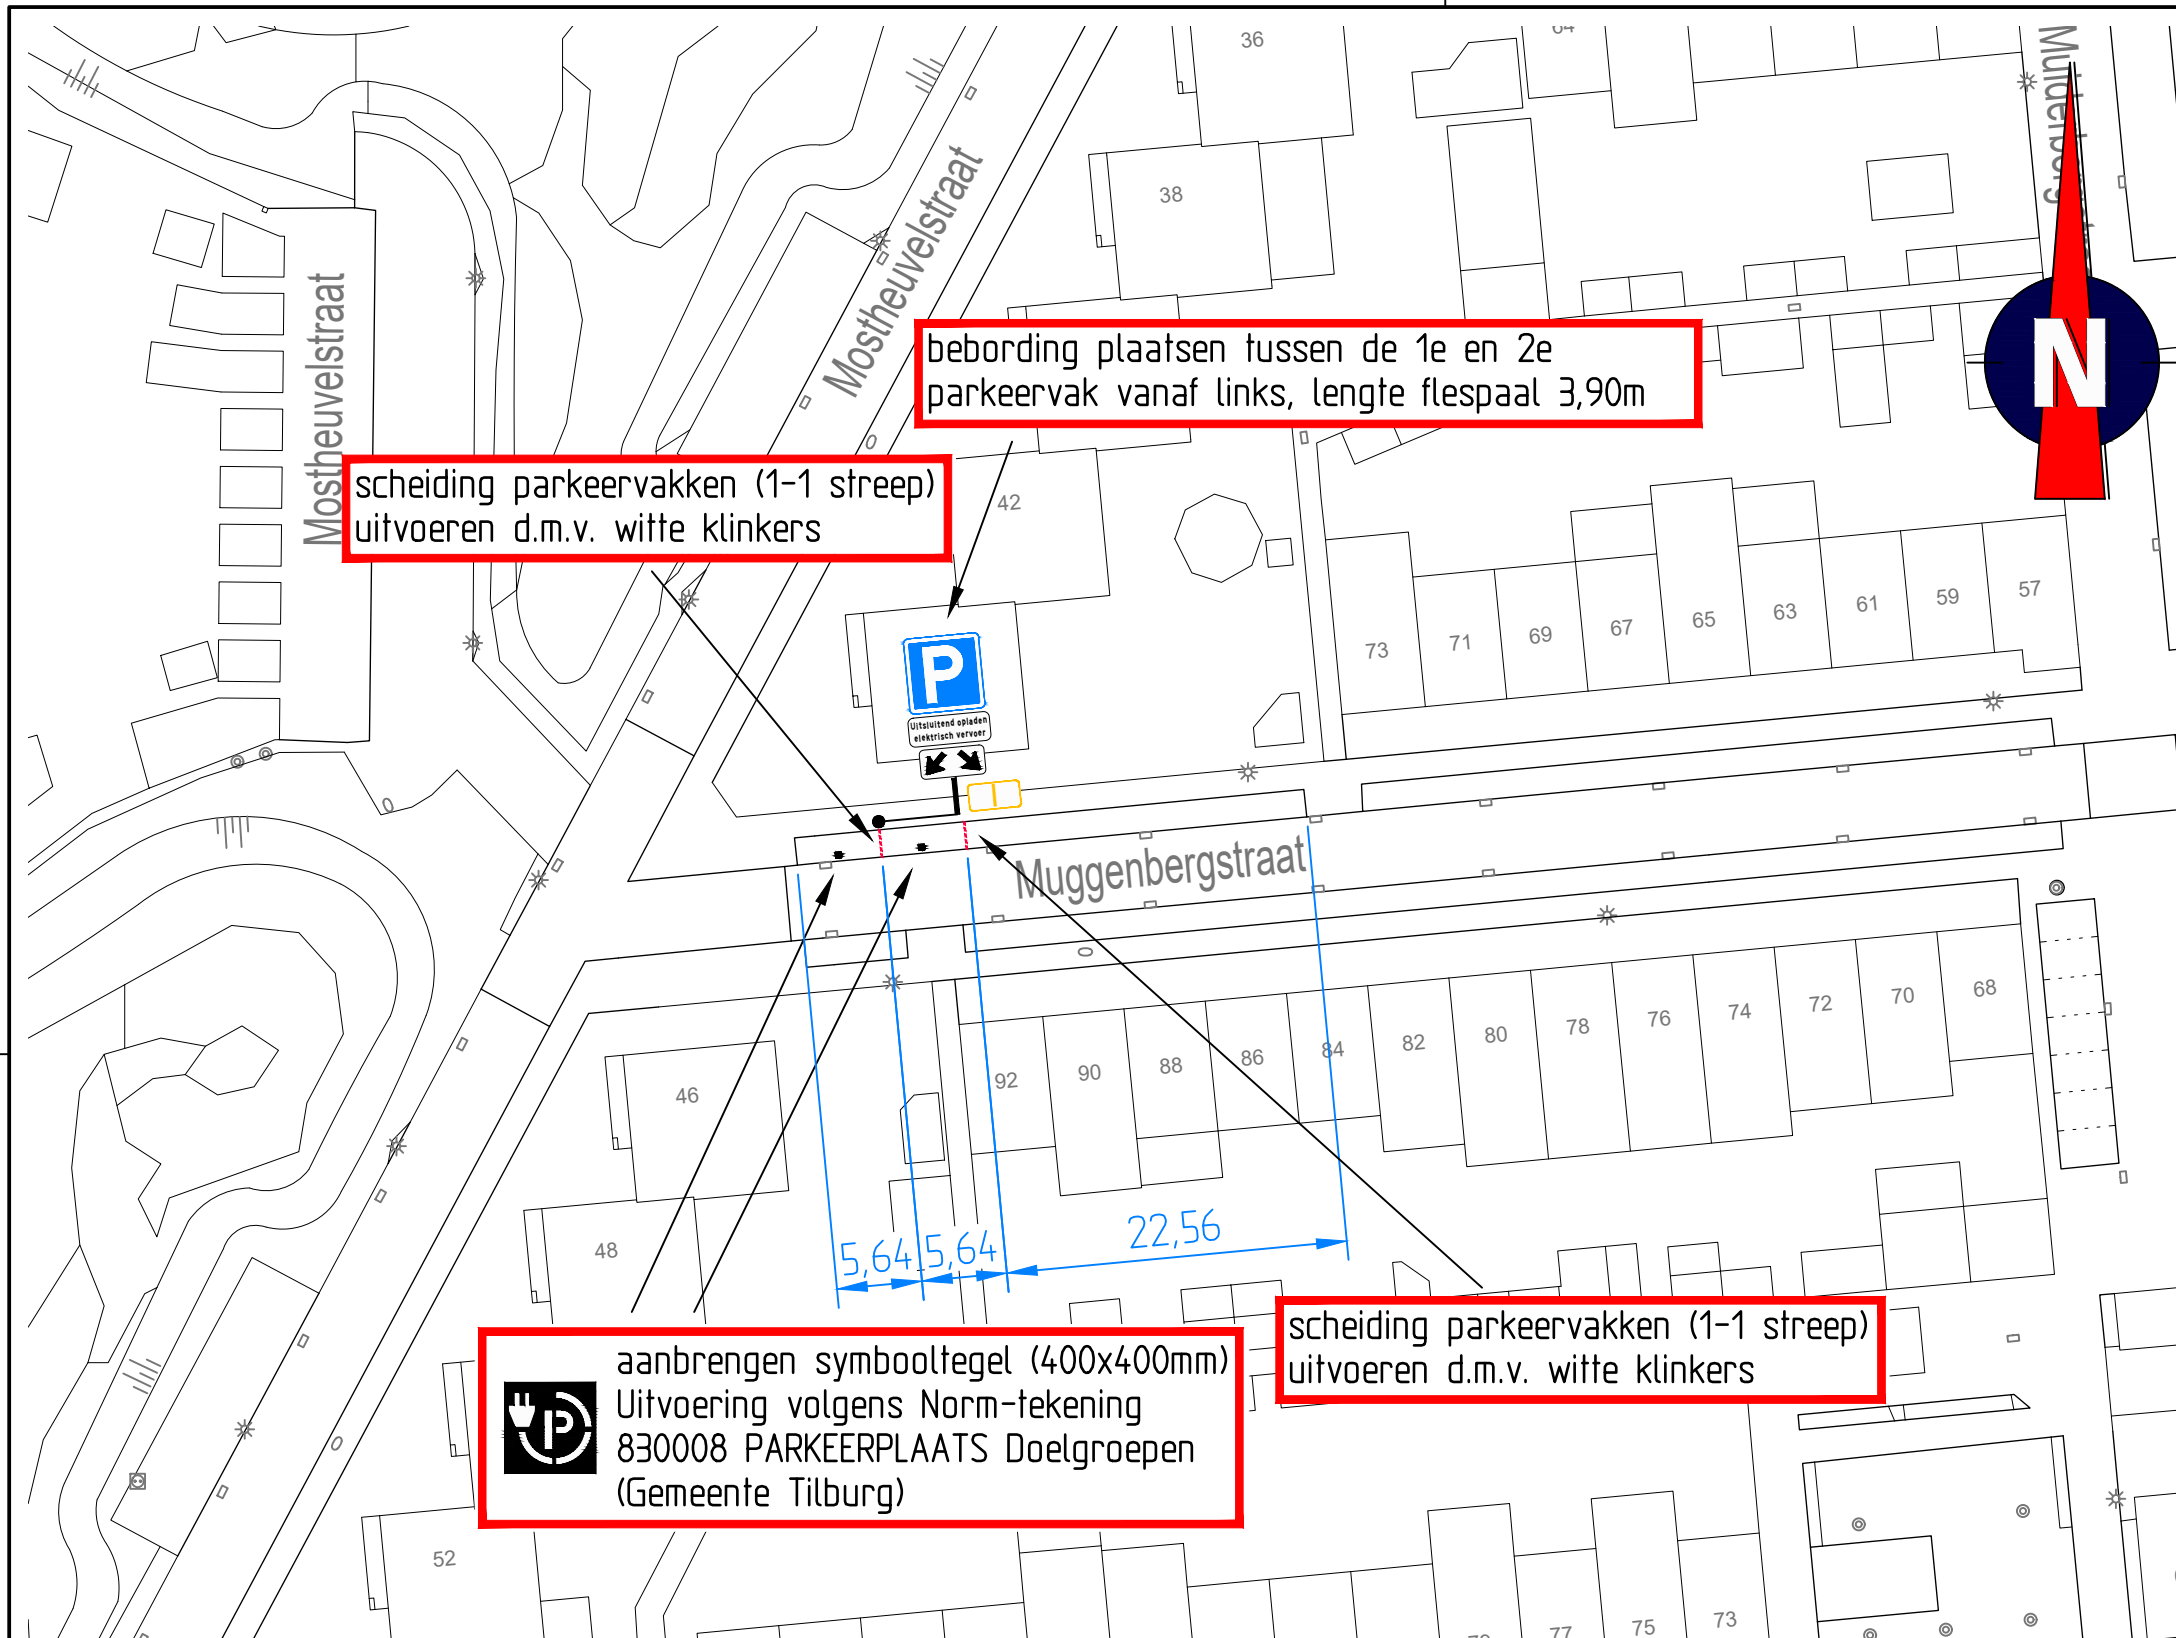 36
38
Mostheuvelstraat
Mostheuvelstraat
bebording plaatsen tussen de 1e en 2e
parkeervak vanaf links, lengte flespaal 3,90m
N
scheiding parkeervakken (1-1 streep)
uitvoeren d.m.v. witte klinkers
42
73
71
69
67
65
63
61
59
57
P
Uitsluitend opladen
elektrisch vervoer
Muggenbergstraat
92
90
88
86
84
82
80
78
76
74
72
70
68
46
48
5,64
5,64
22,56
scheiding parkeervakken (1-1 streep)
uitvoeren d.m.v. witte klinkers
aanbrengen symbooltegel (400x400mm)
Uitvoering volgens Norm-tekening
830008 PARKEERPLAATS Doelgroepen
(Gemeente Tilburg)
P
52
77
75
73